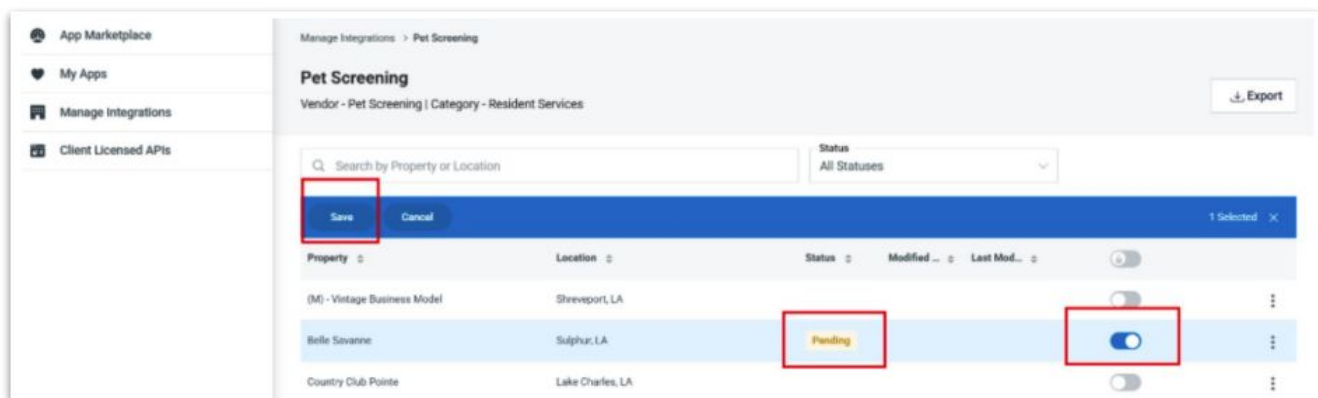 App Marketplace
My Apps
Manage Integrations
Client Licensed APIs
Manage Integrations > Pet Screening
Pet Screening
Vendor - Pet Screening | Category - Resident Services
Export
Search by Property or Location
Status
All Statuses
Save Cancel 1 Selected
Property Location Status Modified ... Last Mod...
(M) - Vintage Business Model Shreveport, LA
Belle Savanne Sulphur, LA Pending
Country Club Pointe Lake Charles, LA